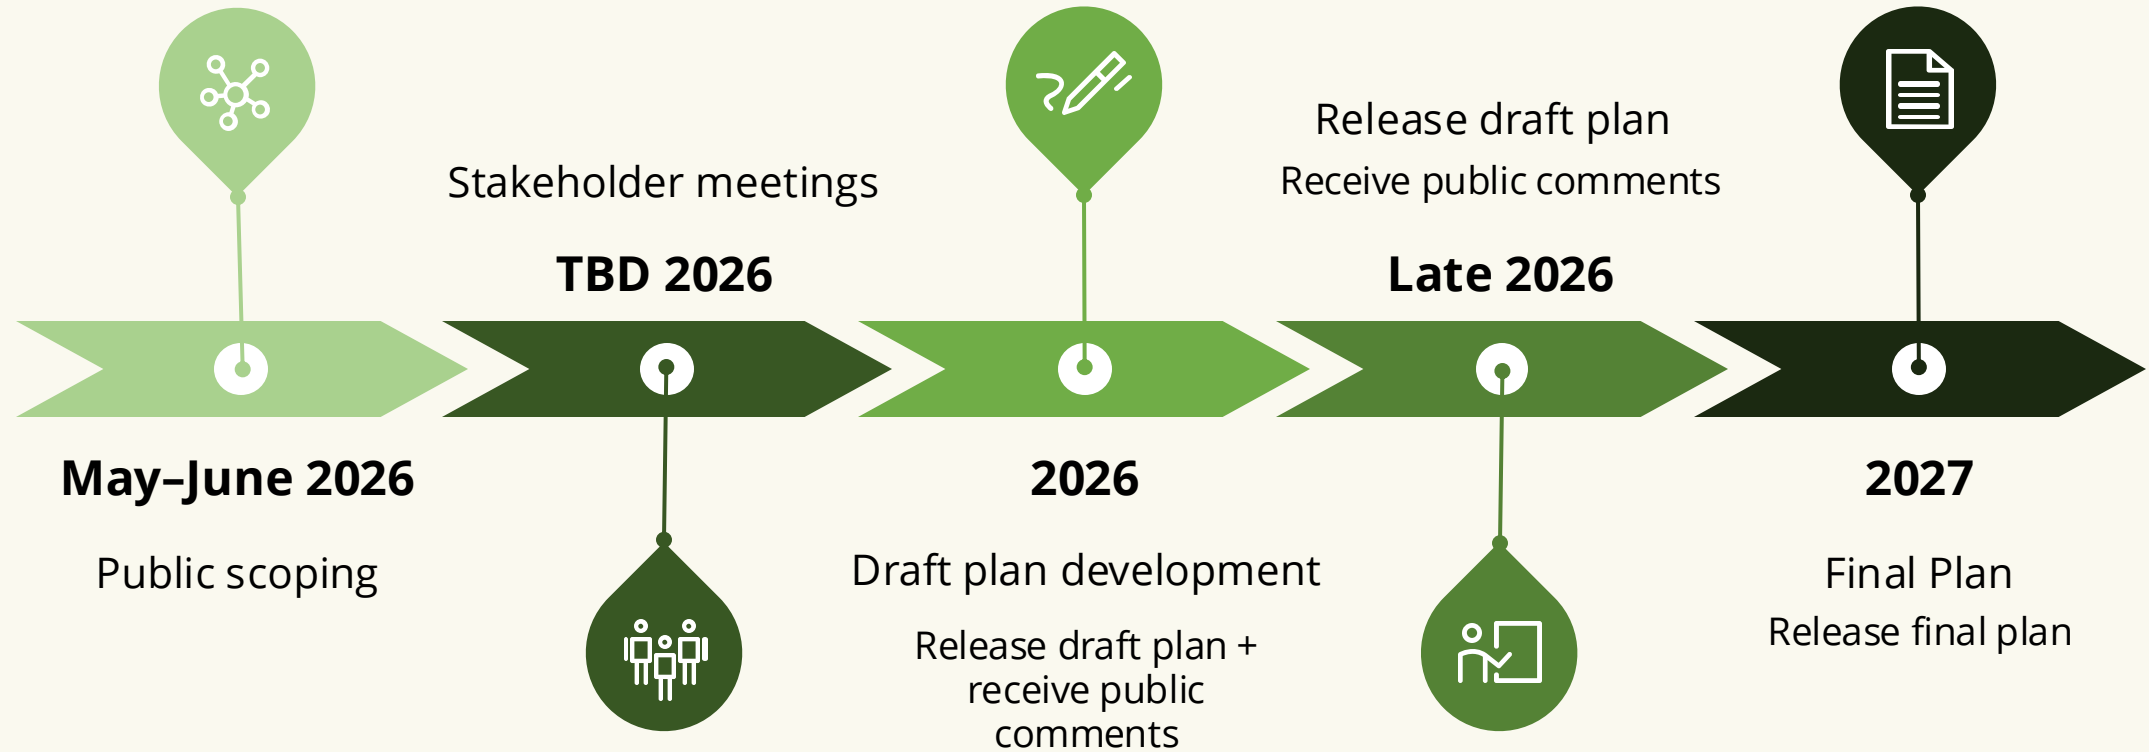 May–June 2026
Public scoping
Stakeholder meetings
TBD 2026
2026
Draft plan development
Release draft plan +
receive public
comments
Release draft plan
Receive public comments
Late 2026
2027
Final Plan
Release final plan